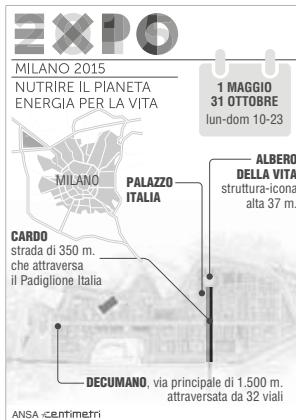 EXPO
MILANO 2015
NUTRIRE IL PIANETA
ENERGIA PER LA VITA
1 MAGGIO
31 OTTOBRE
lun-dom 10-23
MILANO
PALAZZO
ITALIA
ALBERO
DELLA VITA
struttura-icona
alta 37 m.
CARDO
strada di 350 m.
che attraversa
il Padiglione Italia
DECUMANO, via principale di 1.500 m.
attraversata da 32 viali
ANSA centimetri